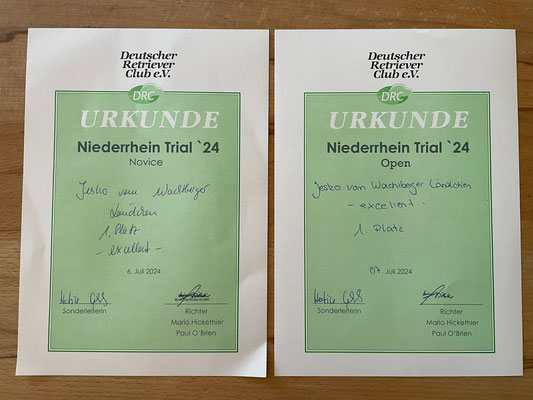 Deutscher
Retriever
Club e.V.
DRC
URKUNDE
Niederrhein Trial `24
Novice
Jesko vom Wachtberger
Ländchen
1. Platz
- excellent -
6. Juli 2024
Sonderleiterin
Richter
Mario Hickethier
Paul O'Brien
Deutscher
Retriever
Club e.V.
DRC
URKUNDE
Niederrhein Trial `24
Open
Jesko vom Wachtberger Ländchen
- excellent -
1. Platz
07. Juli 2024
Sonderleiterin
Richter
Mario Hickethier
Paul O'Brien